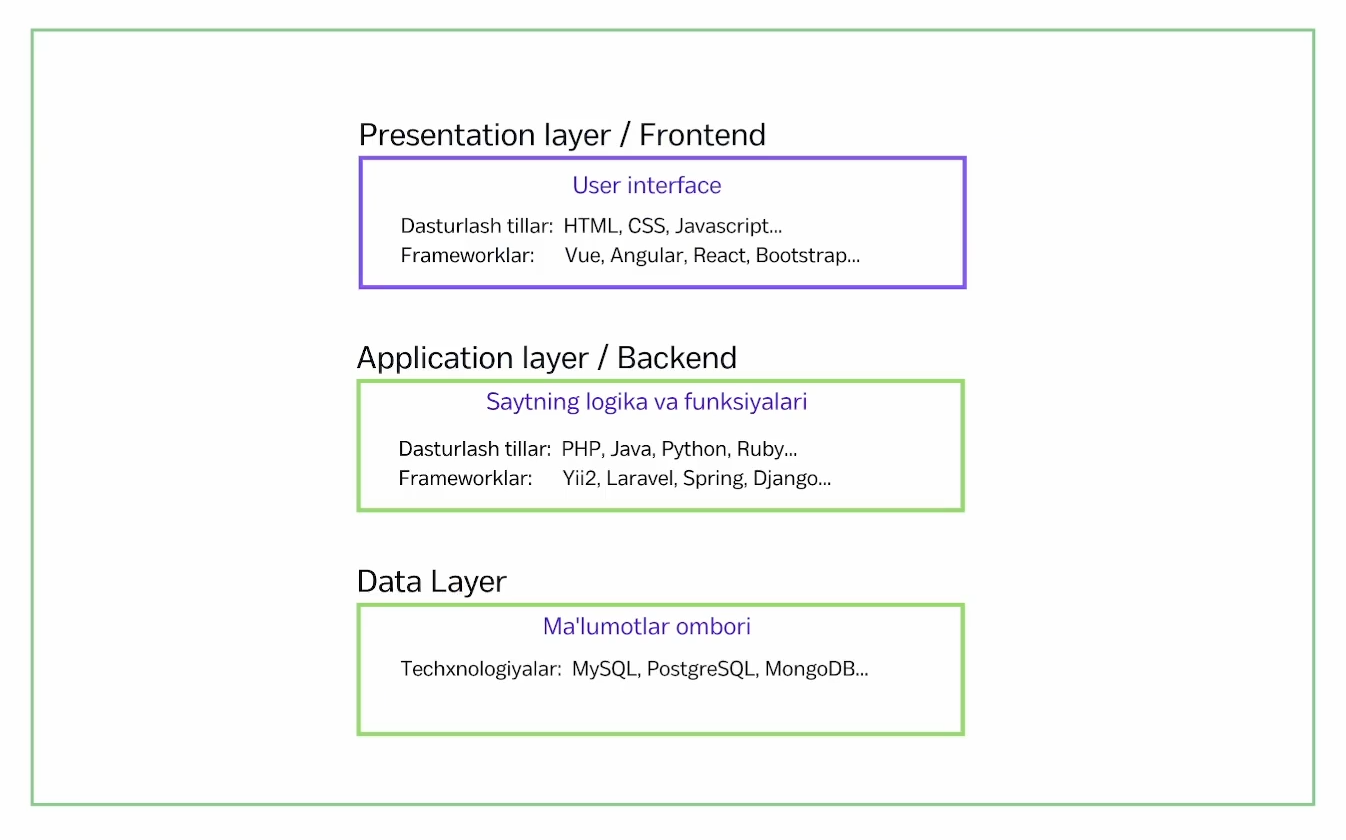 Presentation layer / Frontend
User interface
Dasturlash tillar: HTML, CSS, Javascript...
Frameworklar: Vue, Angular, React, Bootstrap...
Application layer / Backend
Saytning logika va funksiyalari
Dasturlash tillar: PHP, Java, Python, Ruby...
Frameworklar: Yii2, Laravel, Spring, Django...
Data Layer
Ma'lumotlar ombori
Techxnologiyalar: MySQL, PostgreSQL, MongoDB...